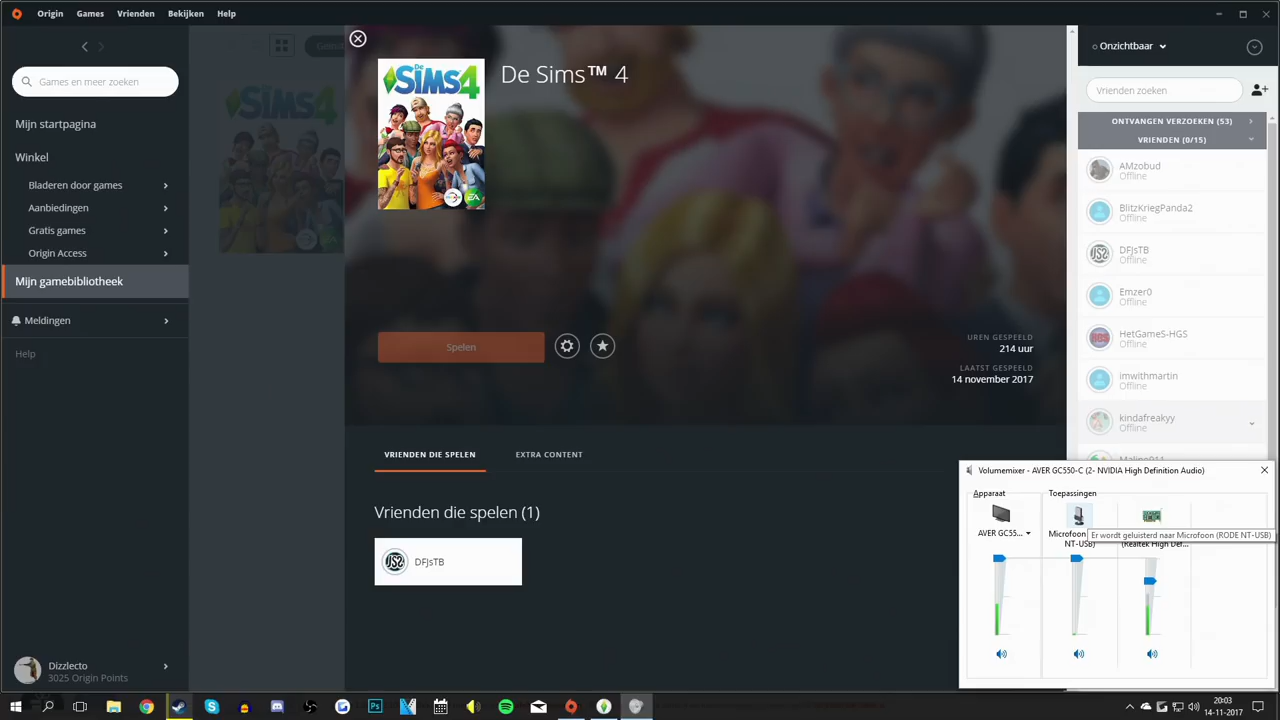 Origin Games Vrienden Bekijken Help
Games en meer zoeken
Mijn startpagina
Winkel
Bladeren door games
Aanbiedingen
Gratis games
Origin Access
Mijn gamebibliotheek
Meldingen
Help
Dizzlecto
3025 Origin Points
De Sims™ 4
De
SIMS 4
EA
Spelen
UREN GESPEELD
214 uur
LAATST GESPEELD
14 november 2017
VRIENDEN DIE SPELEN EXTRA CONTENT
Vrienden die spelen (1)
DFJsTB
Onzichtbaar
Vrienden zoeken
ONTVANGEN VERZOEKEN (53)
VRIENDEN (0/15)
AMzobud
Offline
BlitzKriegPanda2
Offline
DFJsTB
Offline
Emzer0
Offline
HetGameS-HGS
Offline
imwithmartin
Offline
kindafreakyy
Offline
Volumemixer - AVER GC550-C (2- NVIDIA High Definition Audio)
Apparaat Toepassingen
AVER GC55...
Microfoon
NT-USB)
Er wordt geluisterd naar Microfoon (RODE NT-USB)
(Realtek High Def...
20:03
14-11-2017